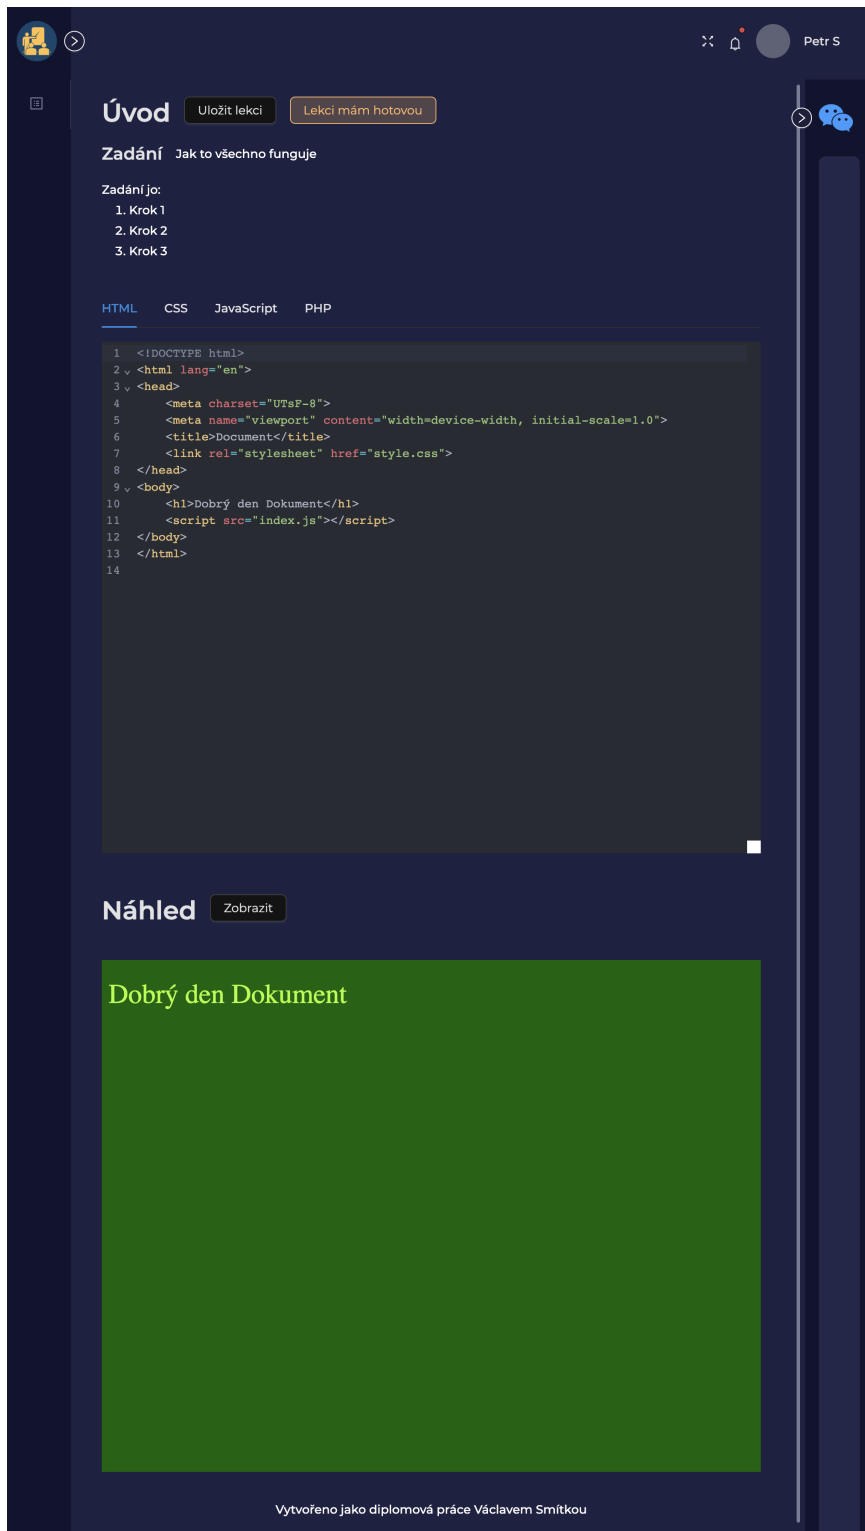 Petr S
Úvod Uložit lekci Lekci mám hotovou
Zadání Jak to všechno funguje
Zadání jo:
1. Krok 1
2. Krok 2
3. Krok 3
HTML CSS JavaScript PHP
1 <!DOCTYPE html>
2 <html lang="en">
3 <head>
4 <meta charset="UTsF-8">
5 <meta name="viewport" content="width=device-width, initial-scale=1.0">
6 <title>Document</title>
7 <link rel="stylesheet" href="style.css">
8 </head>
9 <body>
10 <h1>Dobrý den Dokument</h1>
11 <script src="index.js"></script>
12 </body>
13 </html>
14
Náhled Zobrazit
Dobrý den Dokument
Vytvořeno jako diplomová práce Václavem Smítkou